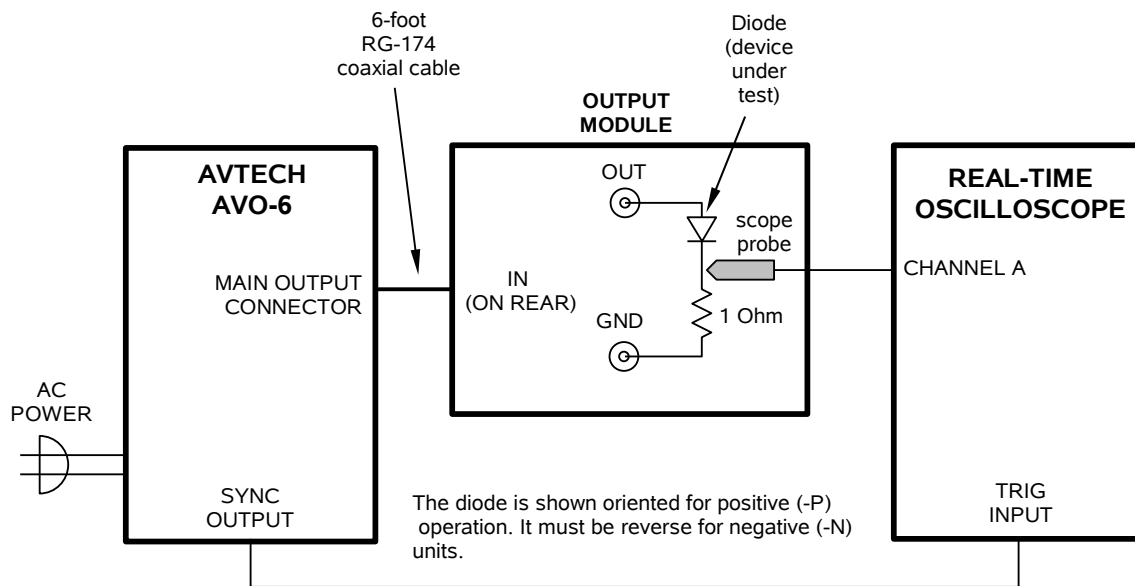 6-foot
RG-174
coaxial cable
Diode
(device
under
test)
OUTPUT
MODULE
AVTECH
AVO-6
OUT
REAL-TIME
OSCILLOSCOPE
scope
probe
MAIN OUTPUT
CONNECTOR
IN
(ON REAR)
CHANNEL A
1 Ohm
GND
AC
POWER
SYNC
OUTPUT
The diode is shown oriented for positive (-P)
operation. It must be reverse for negative (-N)
units.
TRIG
INPUT